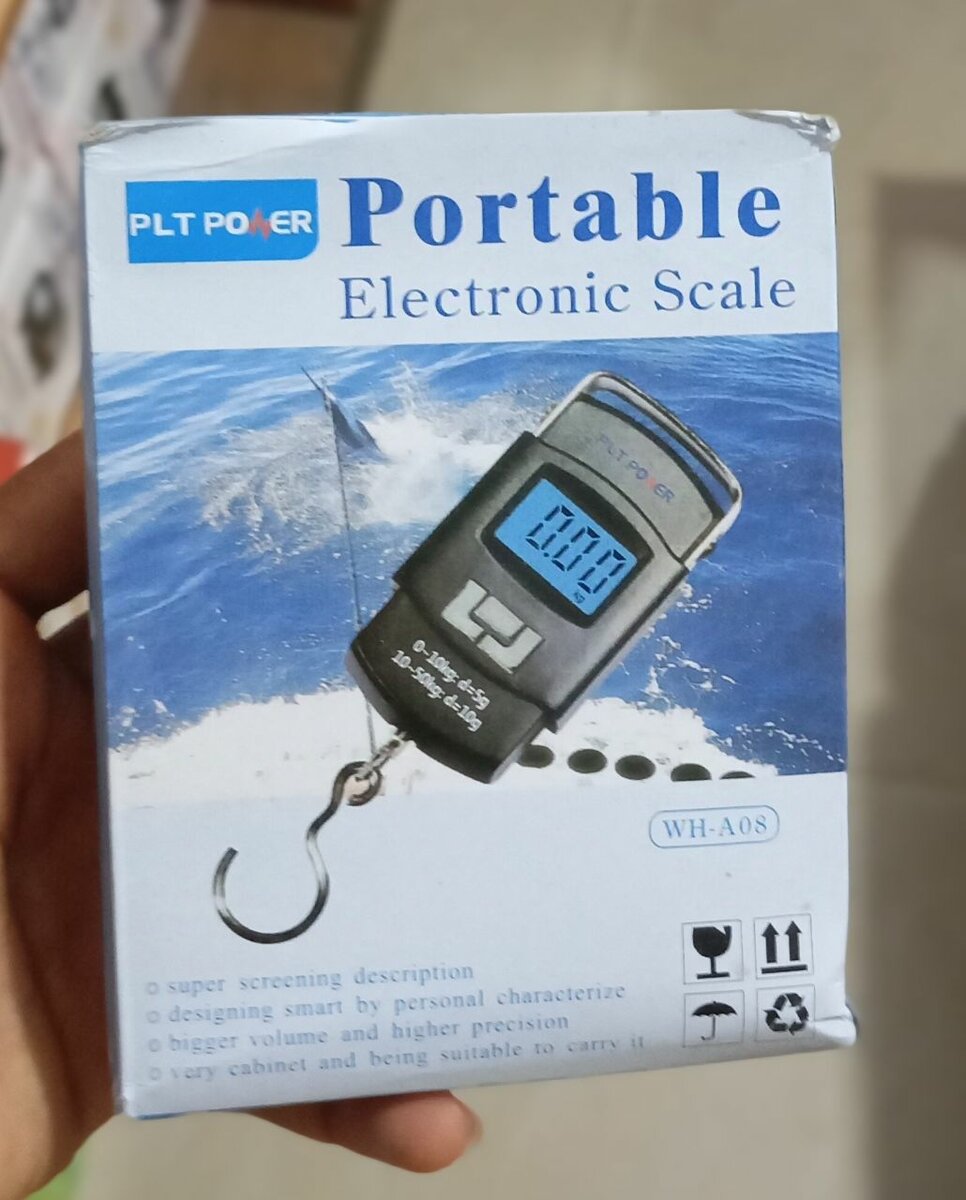 PLT POWER
Portable
Electronic Scale
PLT POWER
0.00
kg
0~10kg: d=5g
10~50kg: d=10g
WH-A08
super screening description
designing smart by personal characterize
bigger volume and higher precision
very cabinet and being suitable to carry it